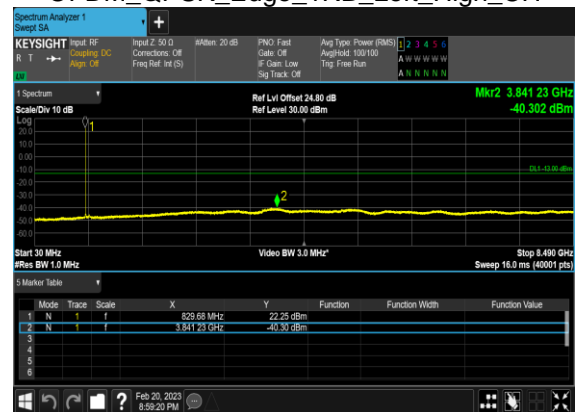 Spectrum Analyzer 1
Swept SA
+
KEYSIGHT Input: RF Input Z: 50 Ω #Atten: 20 dB PNO: Fast Avg Type: Power (RMS) 1 2 3 4 5 6
R T Coupling: DC Corrections: Off Gate: Off Avg|Hold: 100/100 A W W W W W
Align: Off Freq Ref: Int (S) IF Gain: Low Trig: Free Run
LW Sig Track: Off A N N N N N
1 Spectrum Ref Lvl Offset 24.80 dB Mkr2 3.841 23 GHz
Scale/Div 10 dB Ref Level 30.00 dBm -40.302 dBm
Log
20.0
10.0
0.00
-10.0
-20.0
-30.0
-40.0
-50.0
-60.0
1
DL1 -13.00 dBm
2
Start 30 MHz Video BW 3.0 MHz* Stop 8.490 GHz
#Res BW 1.0 MHz Sweep 16.0 ms (40001 pts)
5 Marker Table
Mode Trace Scale X Y Function Function Width Function Value
1 N 1 f 829.68 MHz 22.25 dBm
2 N 1 f 3.841 23 GHz -40.30 dBm
3
4
5
6
? Feb 20, 2023
8:59:20 PM